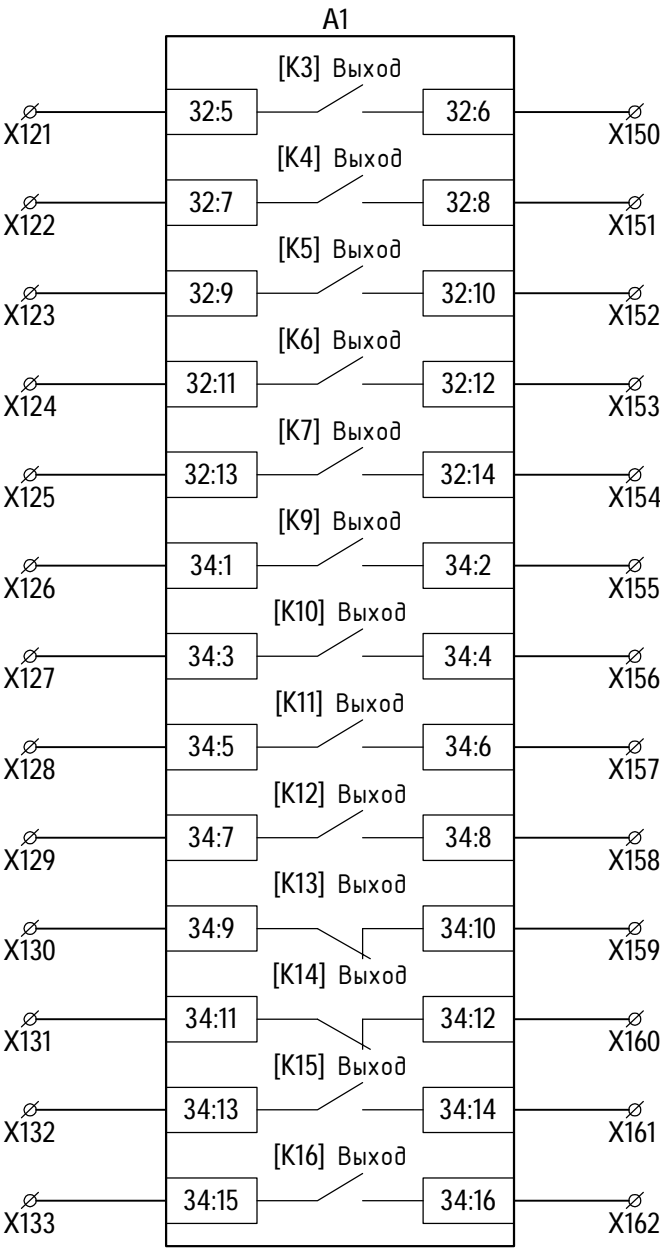 A1
[K3] Выход
32:5 32:6
X121 X150
[K4] Выход
32:7 32:8
X122 X151
[K5] Выход
32:9 32:10
X123 X152
[K6] Выход
32:11 32:12
X124 X153
[K7] Выход
32:13 32:14
X125 X154
[K9] Выход
34:1 34:2
X126 X155
[K10] Выход
34:3 34:4
X127 X156
[K11] Выход
34:5 34:6
X128 X157
[K12] Выход
34:7 34:8
X129 X158
[K13] Выход
34:9 34:10
X130 X159
[K14] Выход
34:11 34:12
X131 X160
[K15] Выход
34:13 34:14
X132 X161
[K16] Выход
34:15 34:16
X133 X162